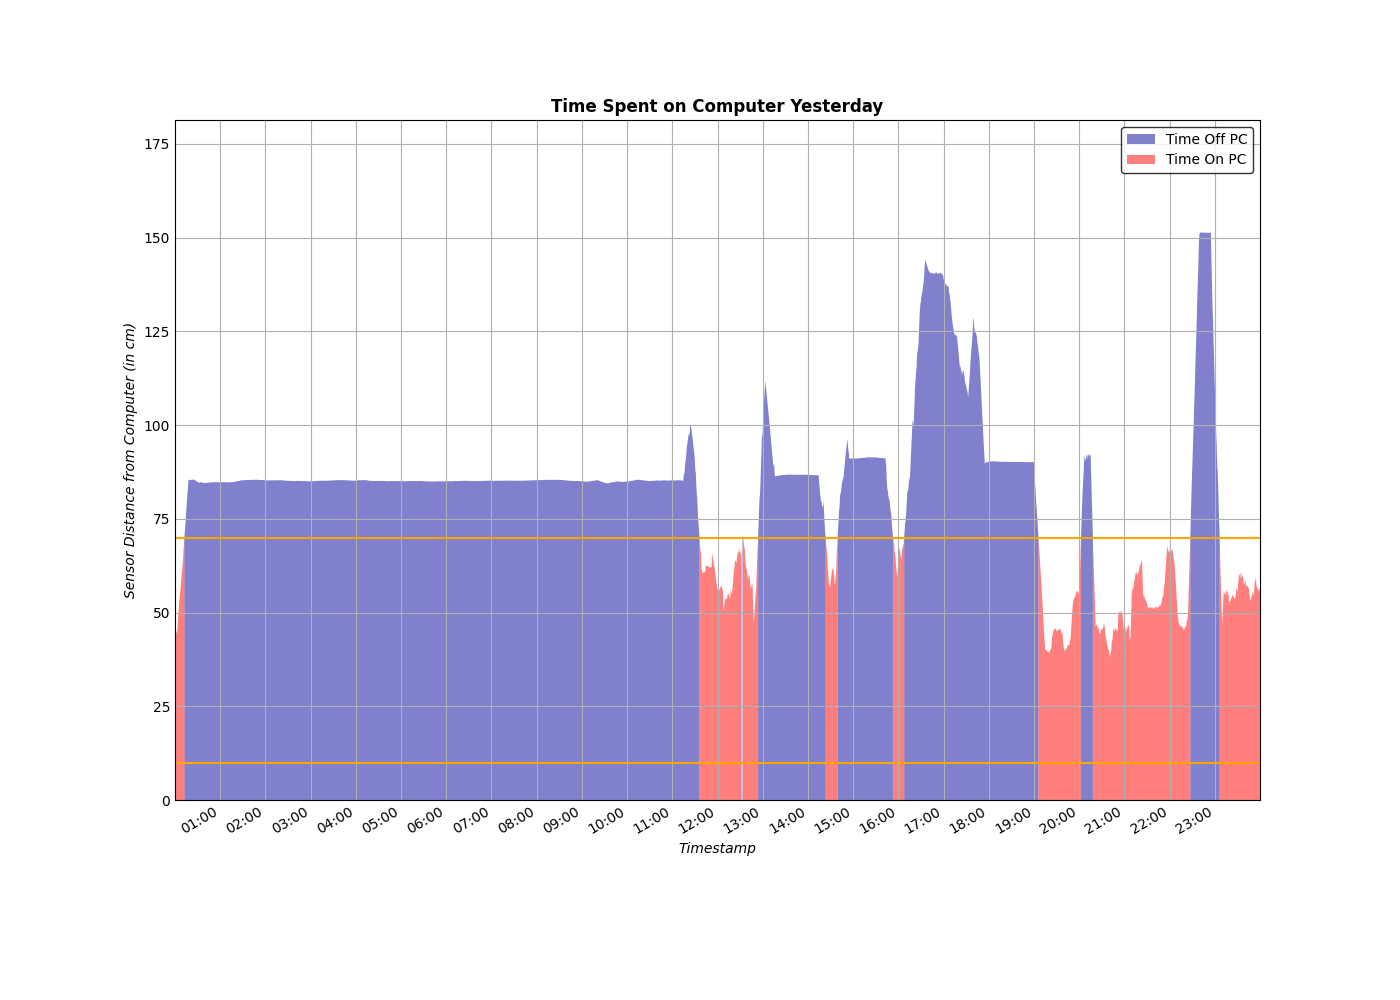 Time Spent on Computer Yesterday
Time Off PC
Time On PC
Sensor Distance from Computer (in cm)
175
150
125
100
75
50
25
0
01:00 02:00 03:00 04:00 05:00 06:00 07:00 08:00 09:00 10:00 11:00 12:00 13:00 14:00 15:00 16:00 17:00 18:00 19:00 20:00 21:00 22:00 23:00
Timestamp